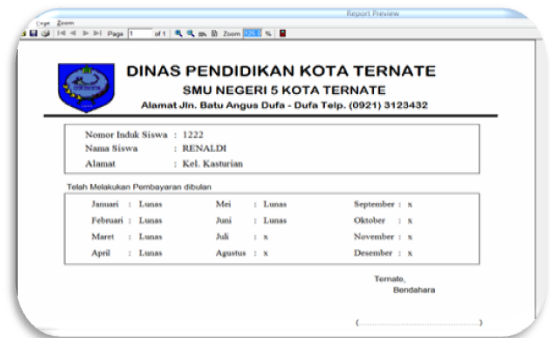 Report Preview
Page Zoom
Page 1 of 1 Zoom %
DINAS PENDIDIKAN KOTA TERNATE
SMU NEGERI 5 KOTA TERNATE
Alamat Jln. Batu Angus Dufa - Dufa Telp. (0921) 3123432
Nomor Induk Siswa : 1222
Nama Siswa : RENALDI
Alamat : Kel. Kasturian
Telah Melakukan Pembayaran dibulan
Januari : Lunas Mei : Lunas September : x
Februari : Lunas Juni : Lunas Oktober : x
Maret : Lunas Juli : x November : x
April : Lunas Agustus : x Desember : x
Ternate,
Bendahara
(..............................................)